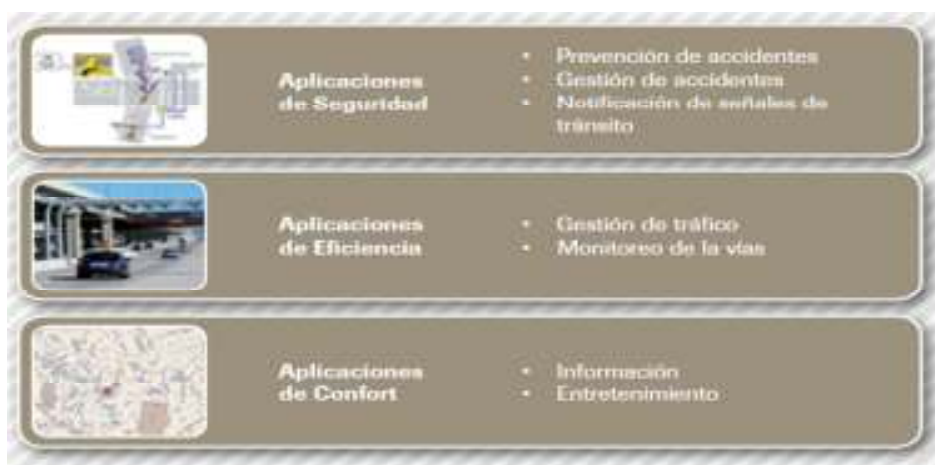 Aplicaciones
de Seguridad
• Prevención de accidentes
• Gestión de accidentes
• Notificación de señales de
tránsito
Aplicaciones
de Eficiencia
• Gestión de tráfico
• Monitoreo de la vías
Aplicaciones
de Confort
• Información
• Entretenimiento